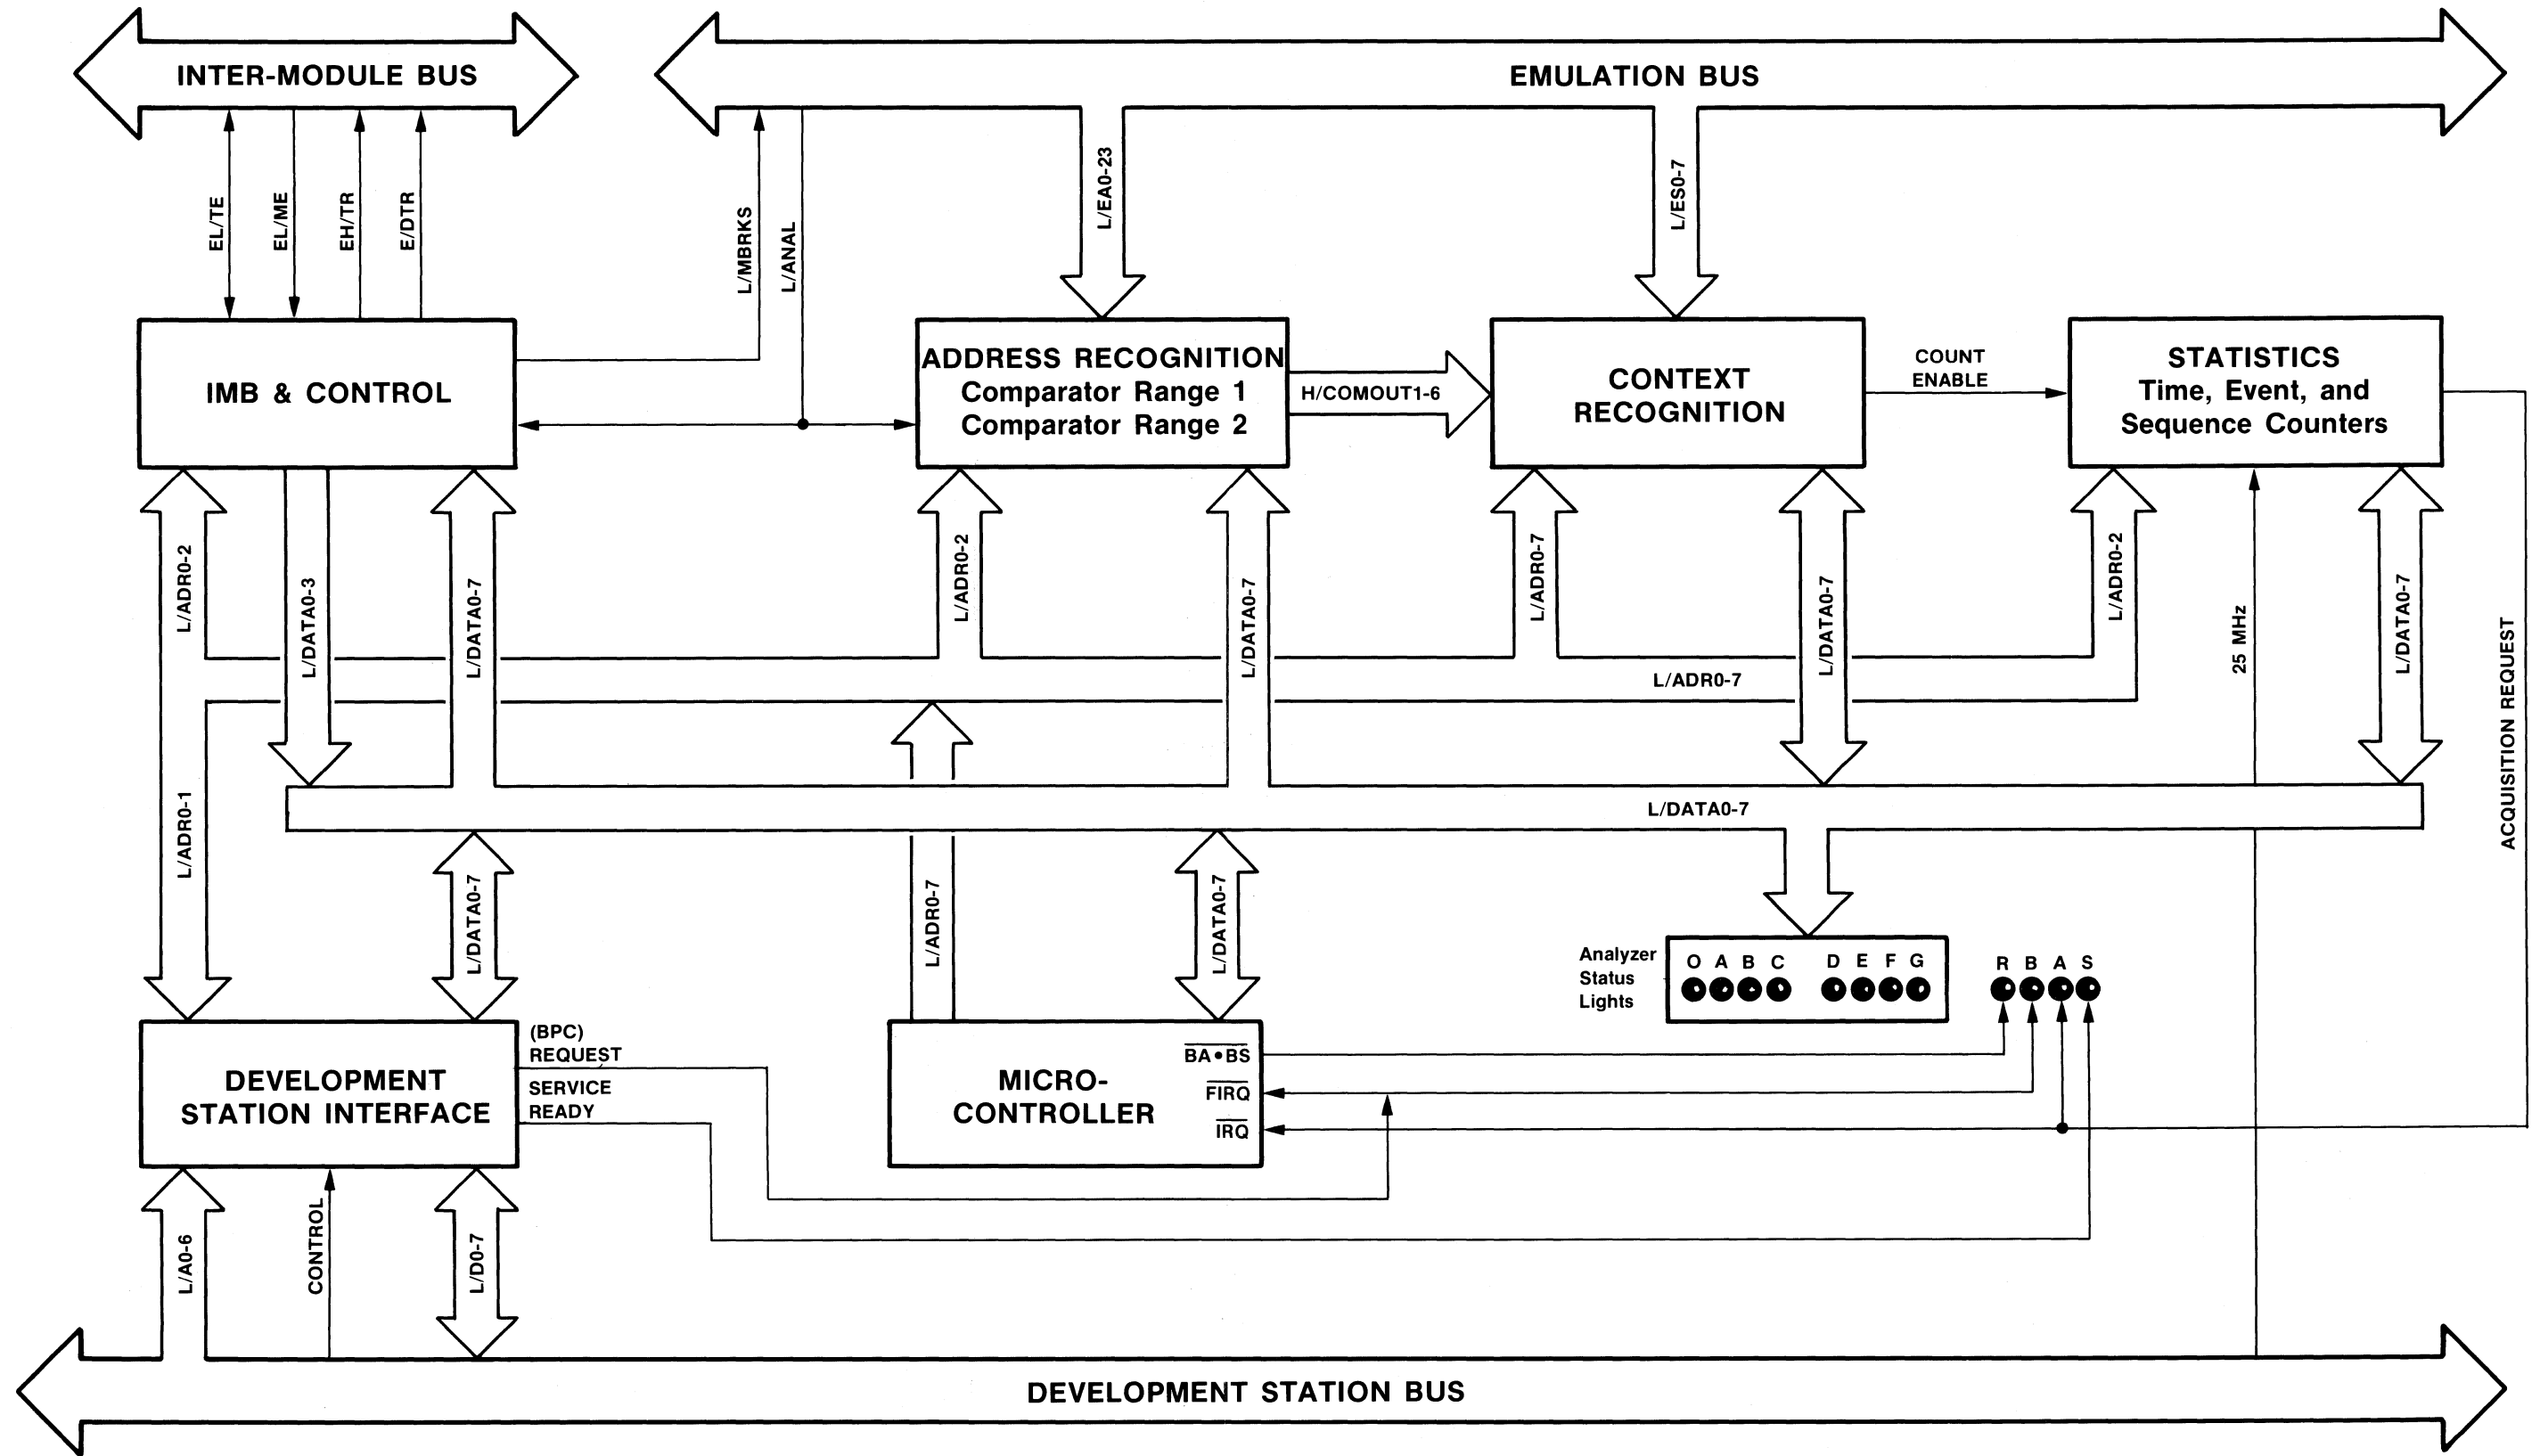 INTER-MODULE BUS
EMULATION BUS
EL/TE
EL/ME
EH/TR
E/DTR
L/MBRKS
L/ANAL
L/EA0-23
L/ES0-7
IMB & CONTROL
ADDRESS RECOGNITION
Comparator Range 1
Comparator Range 2
H/COMOUT1-6
CONTEXT
RECOGNITION
COUNT
ENABLE
STATISTICS
Time, Event, and
Sequence Counters
L/ADR0-2
L/DATA0-3
L/DATA0-7
L/ADR0-2
L/DATA0-7
L/ADR0-7
L/DATA0-7
L/ADR0-2
25 MHz
L/DATA0-7
ACQUISITION REQUEST
L/ADR0-7
L/DATA0-7
L/ADR0-1
L/DATA0-7
L/ADR0-7
L/DATA0-7
Analyzer
Status
Lights
O A B C D E F G
R B A S
DEVELOPMENT
STATION INTERFACE
(BPC)
REQUEST
SERVICE
READY
MICRO-
CONTROLLER
BA•BS
FIRQ
IRQ
L/A0-6
CONTROL
L/D0-7
DEVELOPMENT STATION BUS